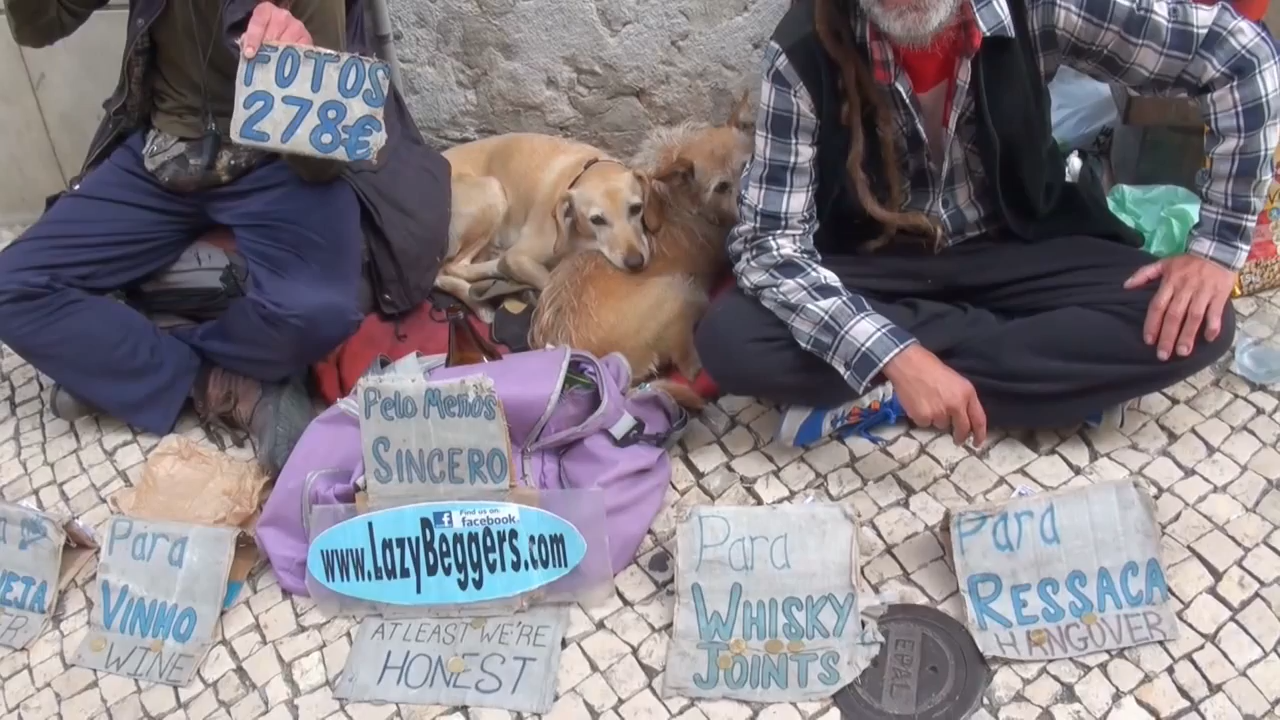 FOTOS
278€
Pelo Menos
SINCERO
Find us on
facebook
www.LazyBeggers.com
AT LEAST WE'RE
HONEST
Para
VINHO
WINE
Para
WHISKY
JOINTS
Para
RESSACA
HANGOVER
EPAL